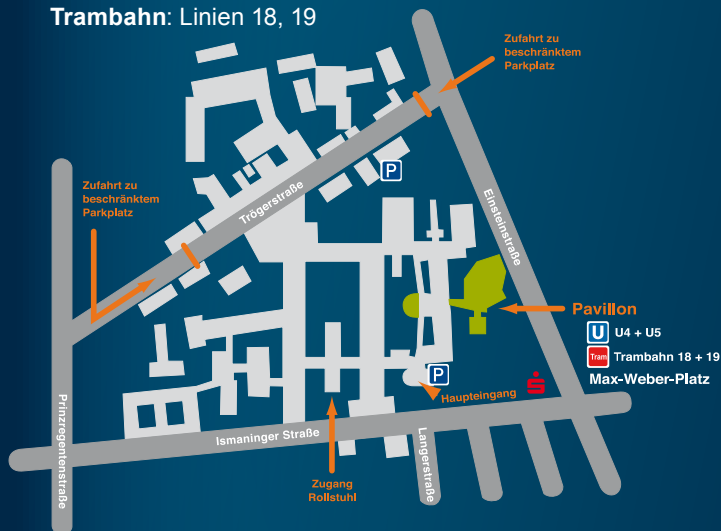 Trambahn: Linien 18, 19
Zufahrt zu
beschränktem
Parkplatz
Zufahrt zu
beschränktem
Parkplatz
P
Trögerstraße
Einsteinstraße
Pavillon
U U4 + U5
Tram Trambahn 18 + 19
Max-Weber-Platz
P
Haupteingang
S
Prinzregentenstraße
Ismaninger Straße
Langerstraße
Zugang
Rollstuhl